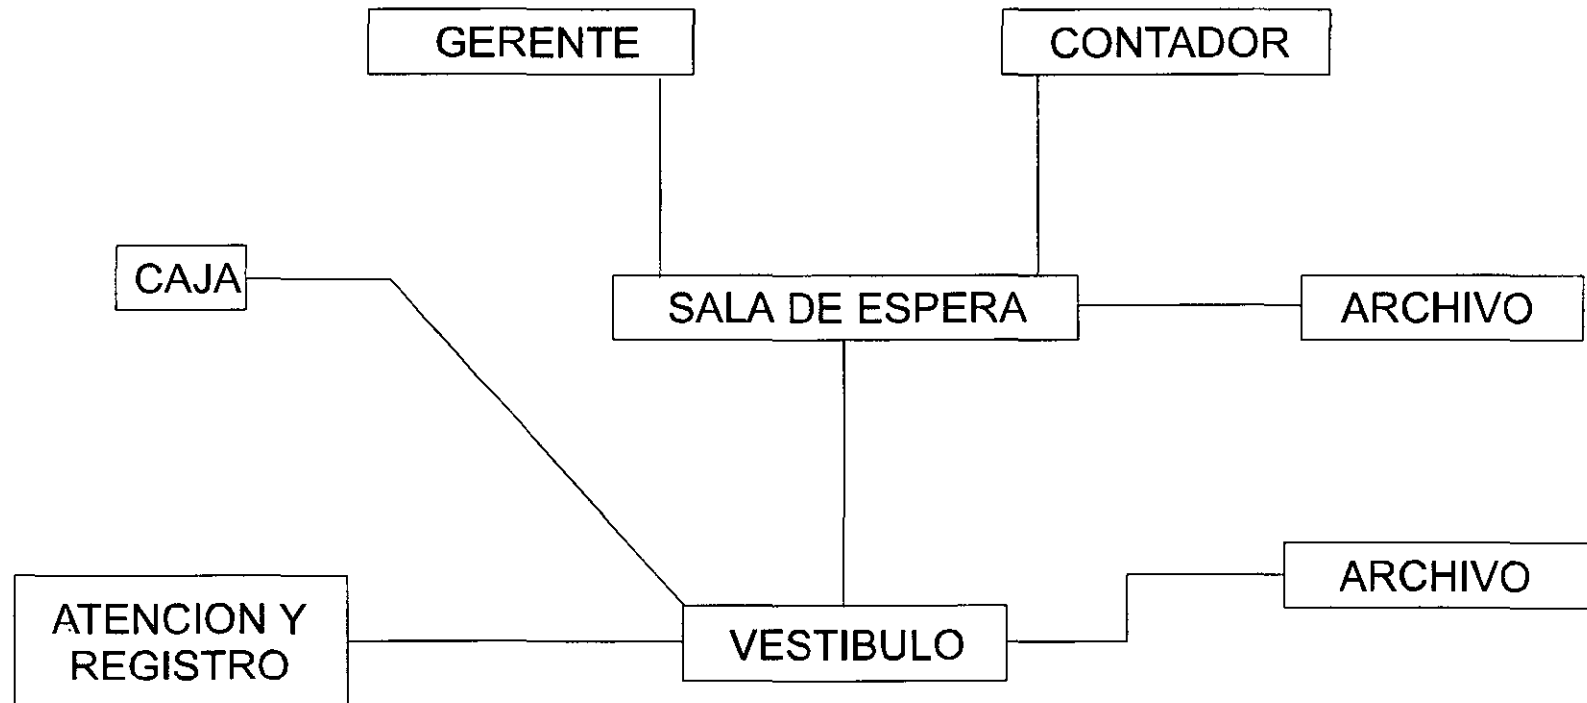 GERENTE
CONTADOR
CAJA
SALA DE ESPERA
ARCHIVO
ARCHIVO
ATENCION Y
REGISTRO
VESTIBULO